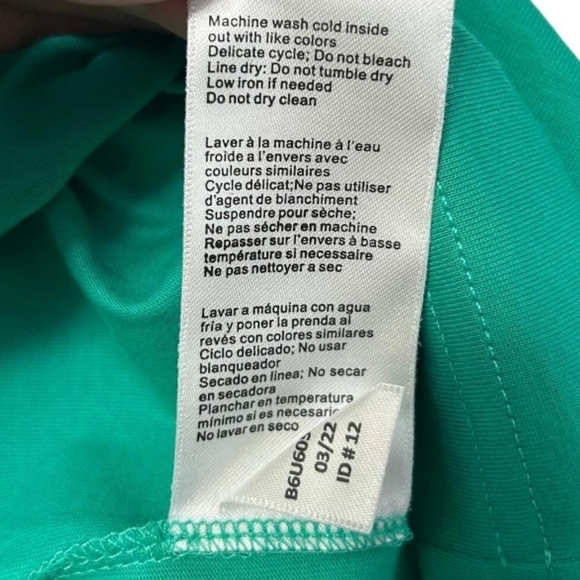 Machine wash cold inside
out with like colors
Delicate cycle; Do not bleach
Line dry: Do not tumble dry
Low iron if needed
Do not dry clean
Laver à la machine à l'eau
froide a l'envers avec
couleurs similaires
Cycle délicat;Ne pas utiliser
d'agent de blanchiment
Suspendre pour sèche;
Ne pas sécher en machine
Repasser sur l'envers à basse
température si necessaire
Ne pas nettoyer a sec
Lavar a máquina con agua
fría y poner la prenda al
revés con colores similares
Ciclo delicado; No usar
blanqueador
Secado en linea; No secar
en secadora
Planchar en temperatura
mínimo si es necesario
No lavar en seco
03/22
ID # 12